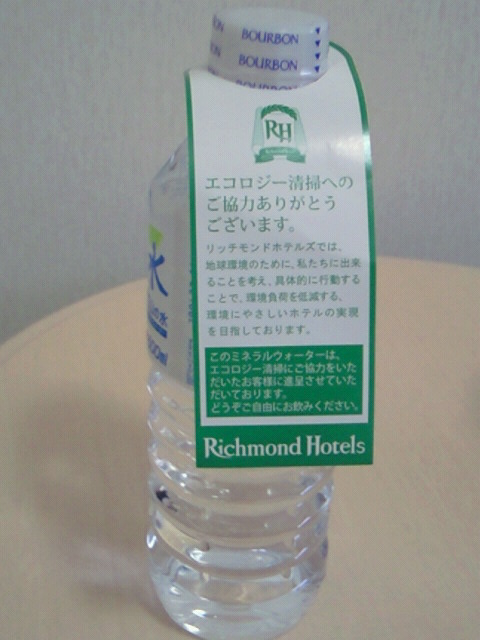 BOURBON
BOURBON
BOURBON
RH
エコロジー清掃への
ご協力ありがとう
ございます。
リッチモンドホテルズでは、
地球環境のために、私たちに出来
ることを考え、具体的に行動する
ことで、環境負荷を低減する、
環境にやさしいホテルの実現
を目指しております。
このミネラルウォーターは、
エコロジー清掃にご協力をいた
だいたお客様に進呈させていた
だいております。
どうぞご自由にお飲みください。
Richmond Hotels
水
の水
500ml